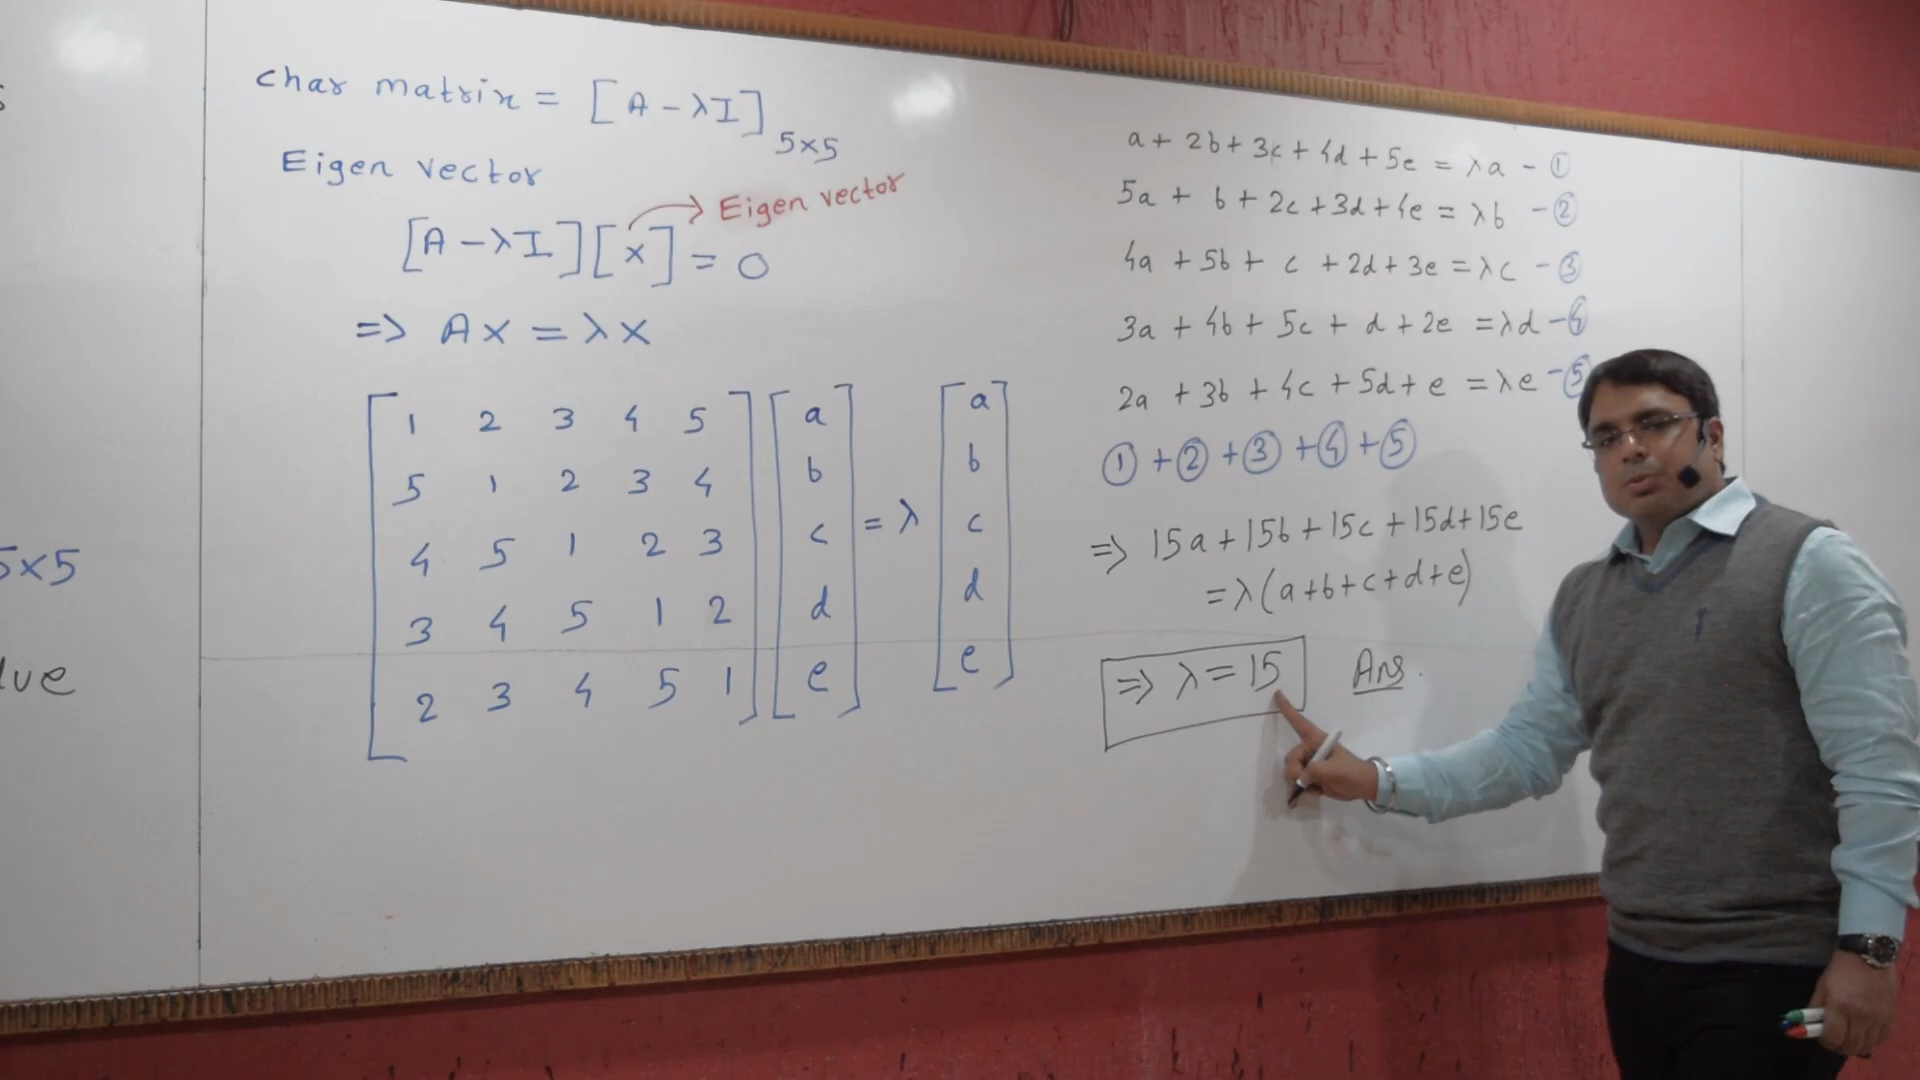 5×5
lue
char matrix = [A - λI] 5×5
Eigen vector
[A - λI] [x] = 0
Eigen vector
=> AX = λX
1 2 3 4 5
5 1 2 3 4
4 5 1 2 3
3 4 5 1 2
2 3 4 5 1
a
b
c
d
e
= λ
a
b
c
d
e
a + 2b + 3c + 4d + 5e = λa - ①
5a + b + 2c + 3d + 4e = λb - ②
4a + 5b + c + 2d + 3e = λc - ③
3a + 4b + 5c + d + 2e = λd - ④
2a + 3b + 4c + 5d + e = λe - ⑤
① + ② + ③ + ④ + ⑤
=> 15a + 15b + 15c + 15d + 15e
= λ(a+b+c+d+e)
=> λ = 15 Ans.